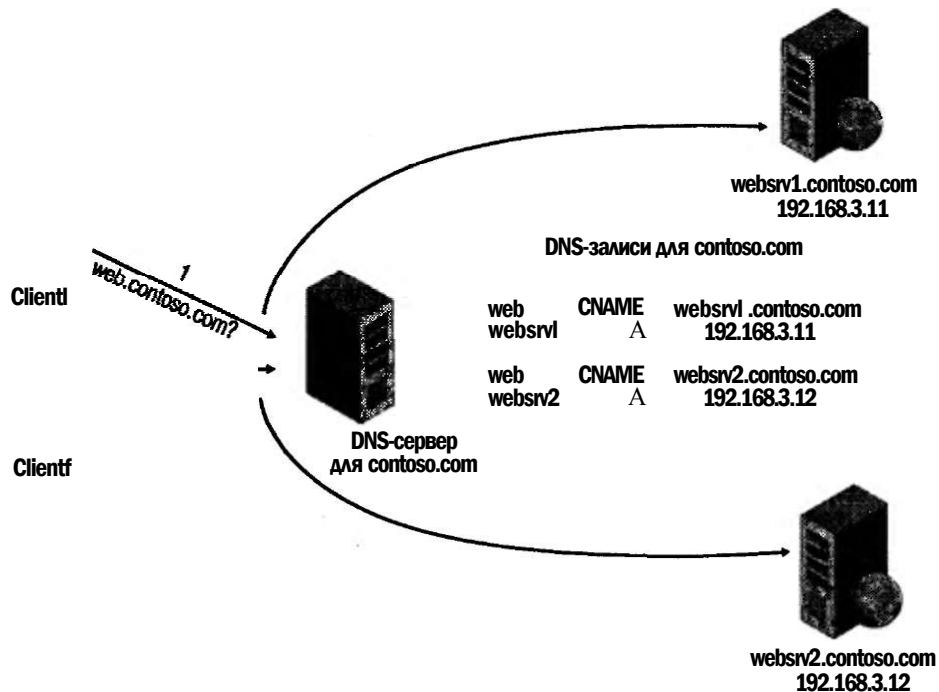 websrv1.contoso.com
192.168.3.11
DNS-записи для contoso.com
1
web.contoso.com?
Clientl
web CNAME websrvl .contoso.com
websrvl A 192.168.3.11
web CNAME websrv2.contoso.com
websrv2 A 192.168.3.12
DNS-сервер
для contoso.com
Clientf
websrv2.contoso.com
192.168.3.12